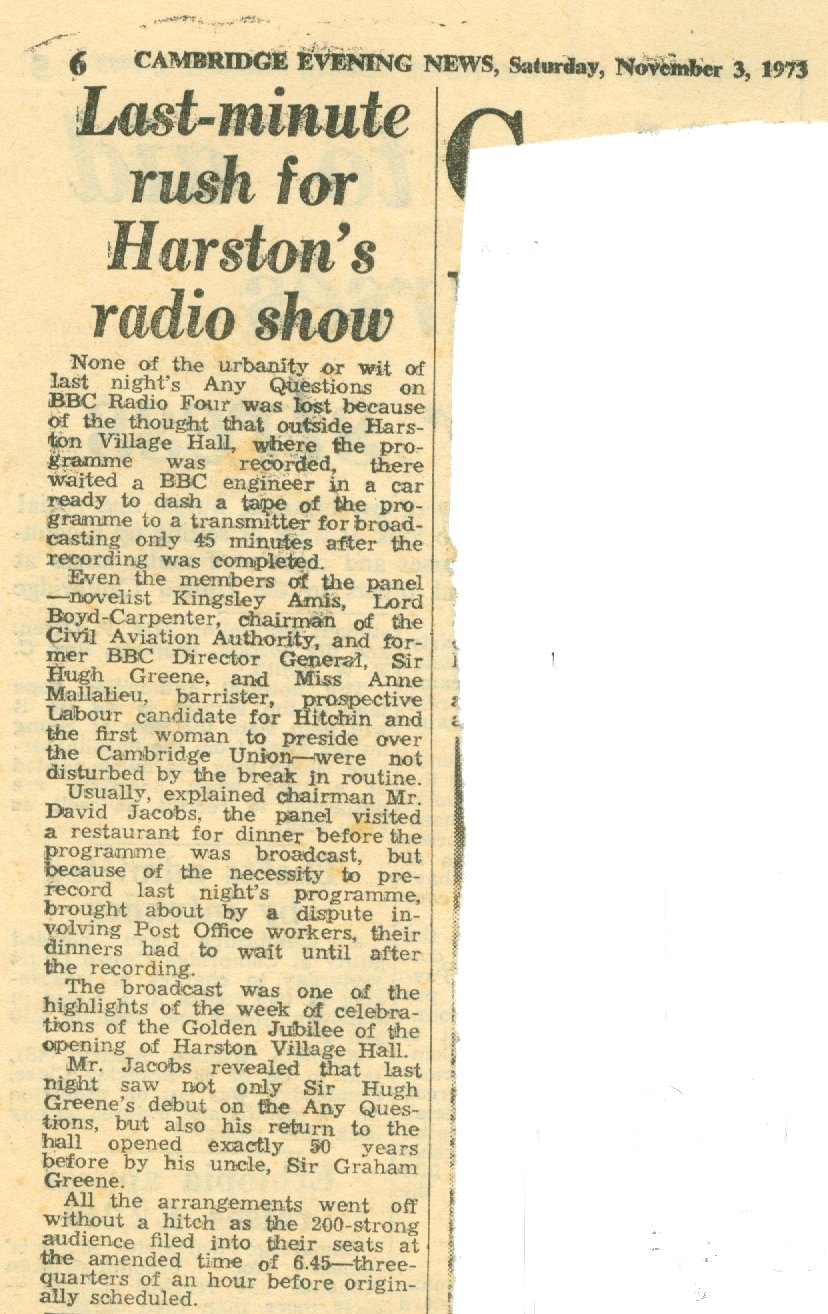 6 CAMBRIDGE EVENING NEWS, Saturday, November 3, 1973
Last-minute
rush for
Harston's
radio show
None of the urbanity or wit of
last night's Any Questions on
BBC Radio Four was lost because
of the thought that outside Hars-
ton Village Hall, where the pro-
gramme was recorded, there
waited a BBC engineer in a car
ready to dash a tape of the pro-
gramme to a transmitter for broad-
casting only 45 minutes after the
recording was completed.
Even the members of the panel
—novelist Kingsley Amis, Lord
Boyd-Carpenter, chairman of the
Civil Aviation Authority, and for-
mer BBC Director General, Sir
Hugh Greene, and Miss Anne
Mallalieu, barrister, prospective
Labour candidate for Hitchin and
the first woman to preside over
the Cambridge Union—were not
disturbed by the break in routine.
Usually, explained chairman Mr.
David Jacobs, the panel visited
a restaurant for dinner before the
programme was broadcast, but
because of the necessity to pre-
record last night's programme,
brought about by a dispute in-
volving Post Office workers, their
dinners had to wait until after
the recording.
The broadcast was one of the
highlights of the week of celebra-
tions of the Golden Jubilee of the
opening of Harston Village Hall.
Mr. Jacobs revealed that last
night saw not only Sir Hugh
Greene's debut on the Any Ques-
tions, but also his return to the
hall opened exactly 50 years
before by his uncle, Sir Graham
Greene.
All the arrangements went off
without a hitch as the 200-strong
audience filed into their seats at
the amended time of 6.45—three-
quarters of an hour before origin-
ally scheduled.